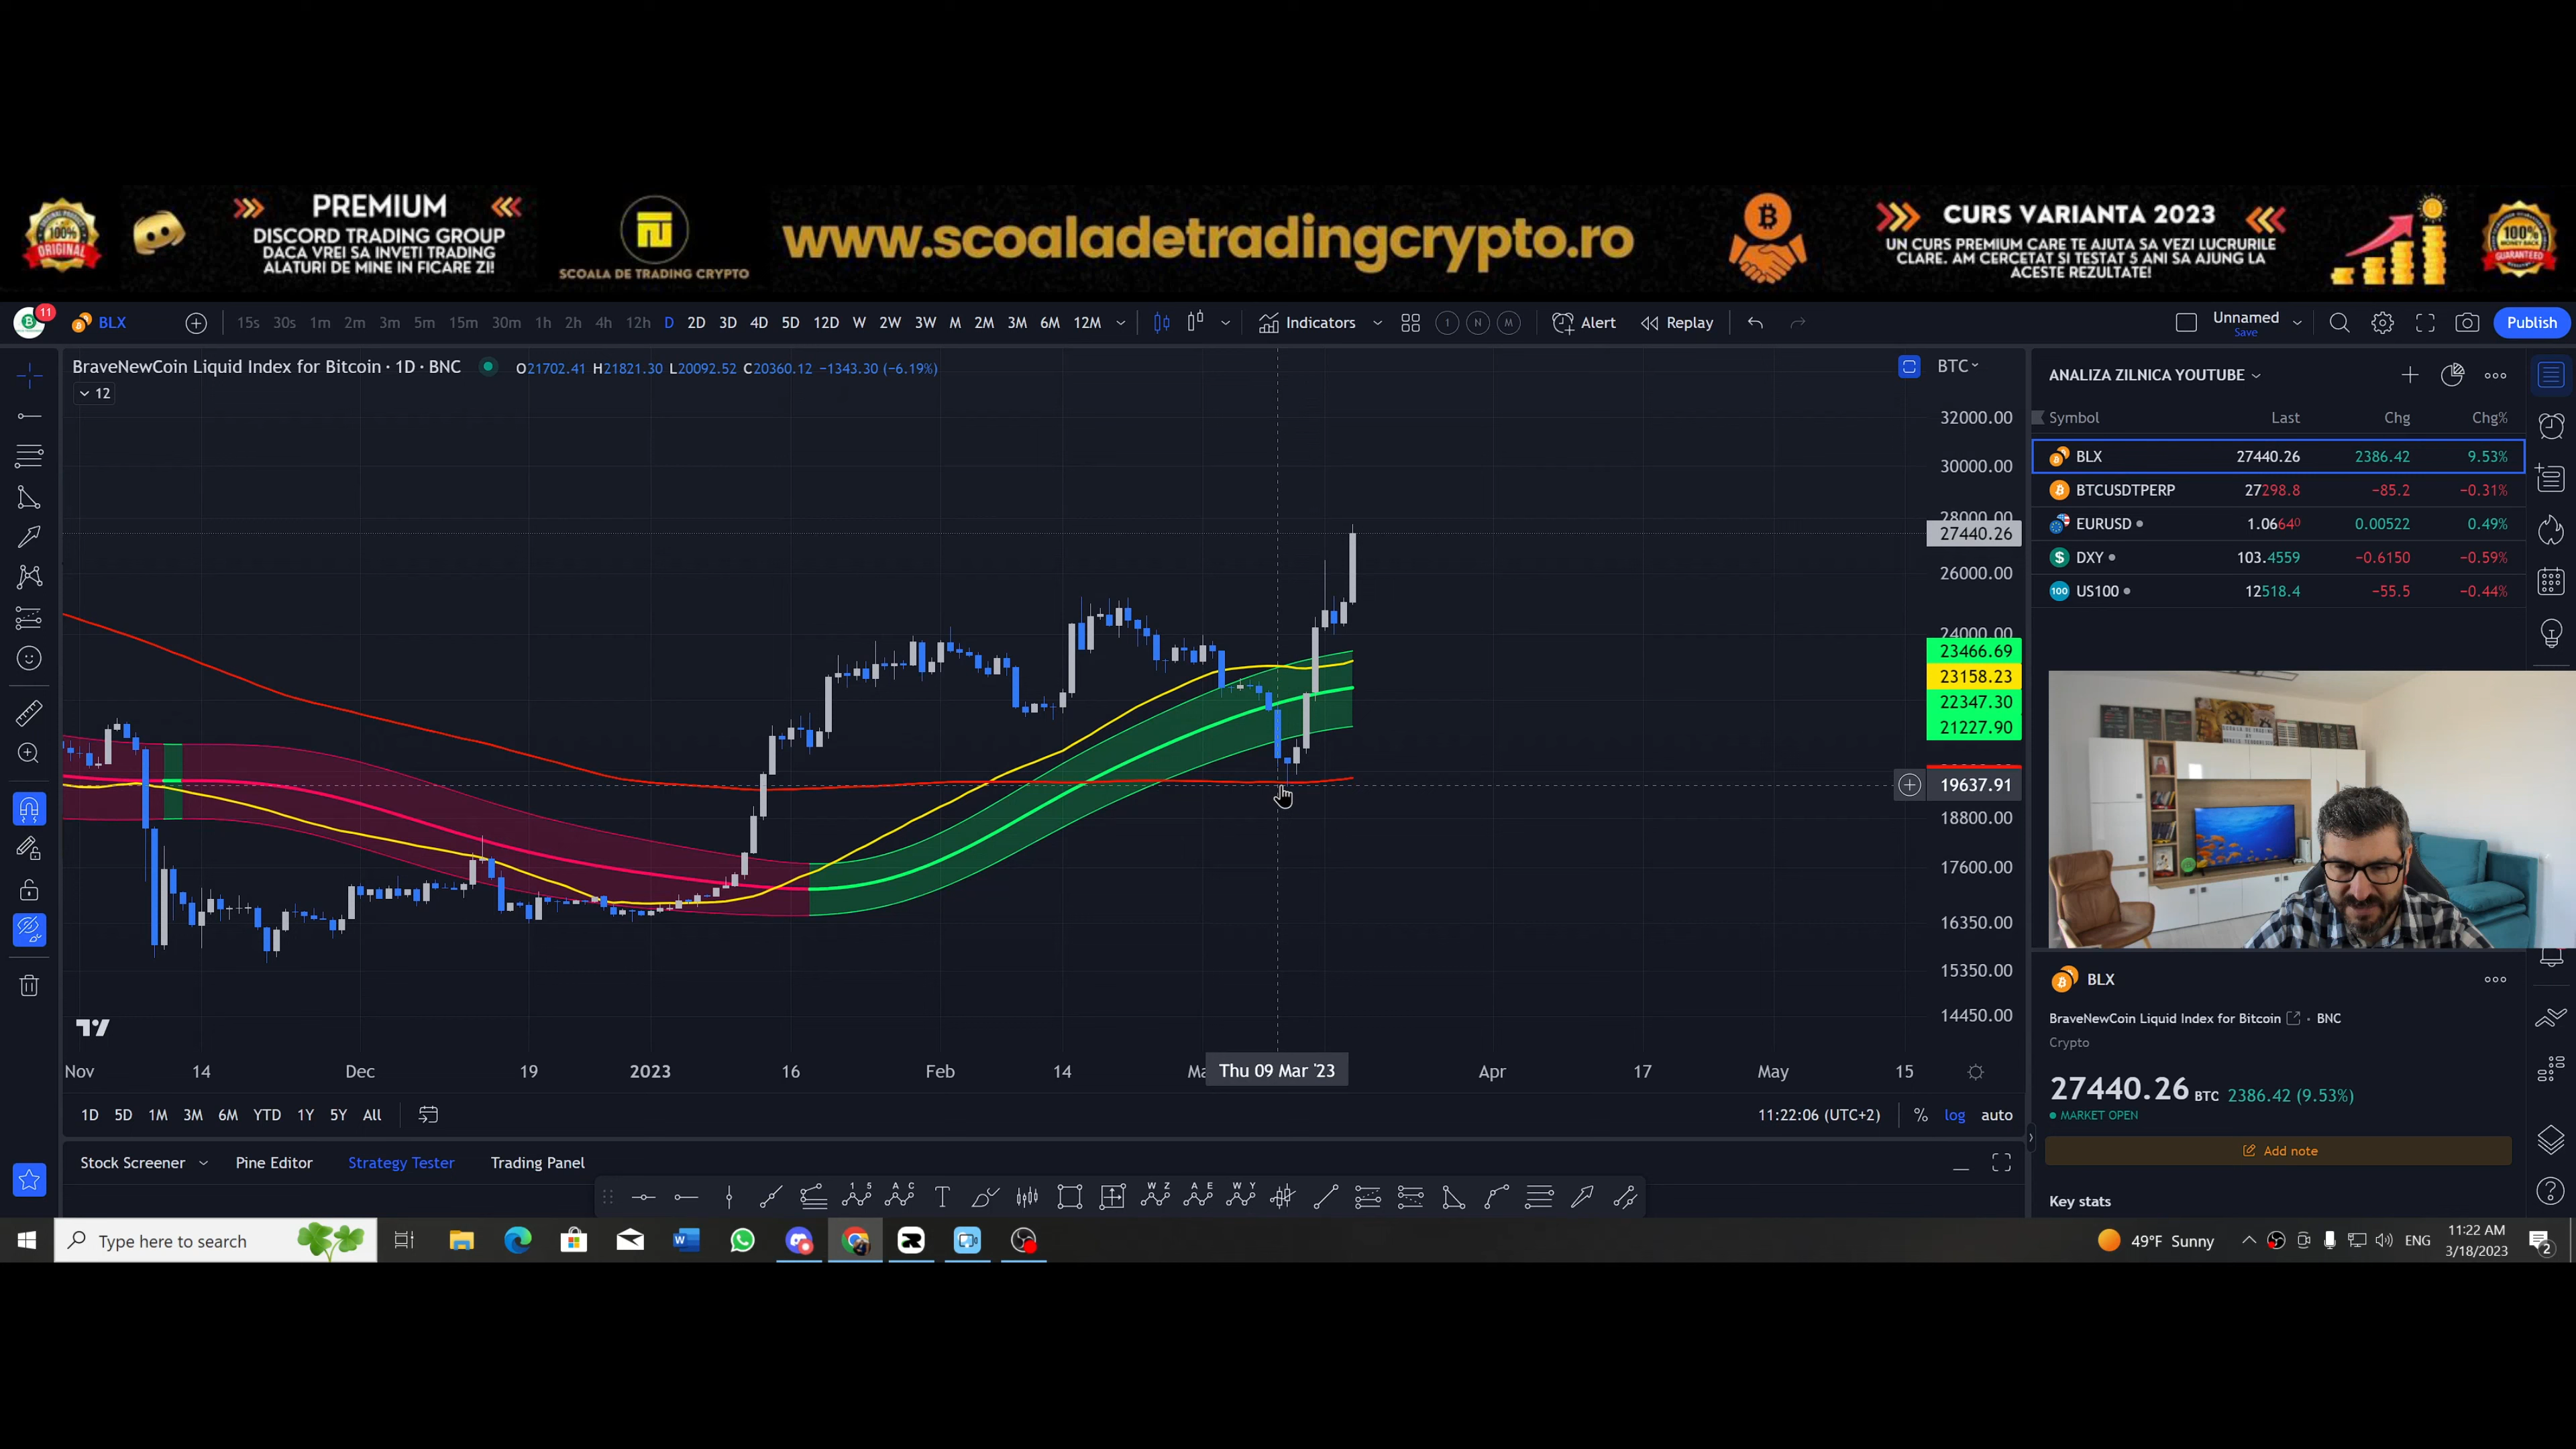 100%
ORIGINAL
PREMIUM
DISCORD TRADING GROUP
DACA VREI SA INVETI TRADING
ALATURI DE MINE IN FICARE ZI!
SCOALA DE TRADING CRYPTO
www.scoaladetradingcrypto.ro
CURS VARIANTA 2023
UN CURS PREMIUM CARE TE AJUTA SA VEZI LUCRURILE
CLARE. AM CERCETAT SI TESTAT 5 ANI SA AJUNG LA
ACESTE REZULTATE!
100%
MONEY BACK
GUARANTEED
11
BLX
15s 30s 1m 2m 3m 5m 15m 30m 1h 2h 4h 12h D 2D 3D 4D 5D 12D W 2W 3W M 2M 3M 6M 12M
Indicators
1 N M
Alert
Replay
Unnamed
Save
Publish
BraveNewCoin Liquid Index for Bitcoin · 1D · BNC
O21702.41 H21821.30 L20092.52 C20360.12 −1343.30 (−6.19%)
12
BTC
32000.00
30000.00
28000.00
27440.26
26000.00
24000.00
23466.69
23158.23
22347.30
21227.90
19637.91
18800.00
17600.00
16350.00
15350.00
14450.00
Nov 14 Dec 19 2023 16 Feb 14 Thu 09 Mar '23 Apr 17 May 15
1D 5D 1M 3M 6M YTD 1Y 5Y All
11:22:06 (UTC+2) % log auto
Stock Screener Pine Editor Strategy Tester Trading Panel
ANALIZA ZILNICA YOUTUBE
Symbol Last Chg Chg%
BLX 27440.26 2386.42 9.53%
BTCUSDTPERP 27298.8 −85.2 −0.31%
EURUSD 1.06640 0.00522 0.49%
DXY 103.4559 −0.6150 −0.59%
US100 12518.4 −55.5 −0.44%
BLX
BraveNewCoin Liquid Index for Bitcoin · BNC
Crypto
27440.26 BTC 2386.42 (9.53%)
MARKET OPEN
Add note
Key stats
Type here to search
49°F Sunny
ENG
11:22 AM
3/18/2023
2